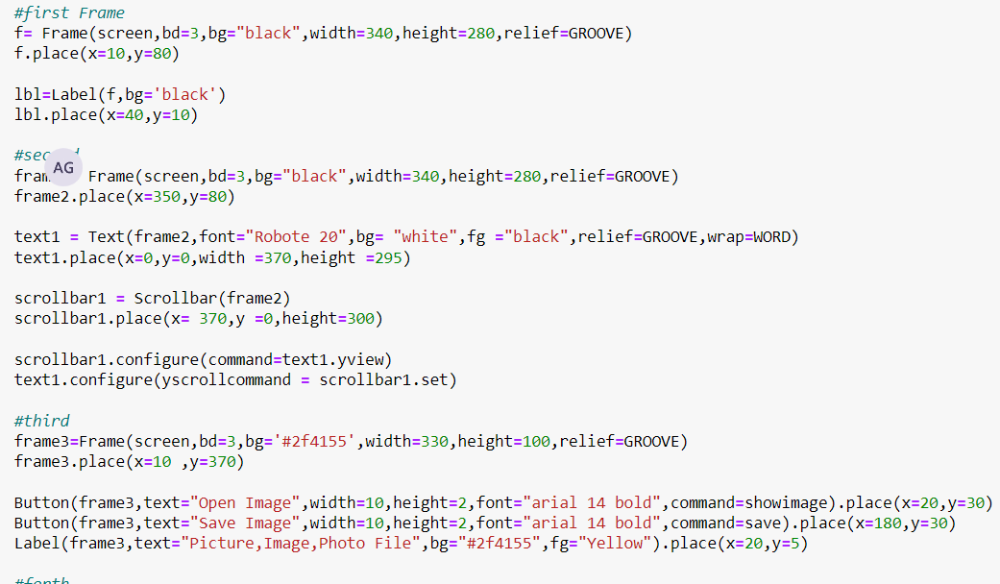 #first Frame
f= Frame(screen,bd=3,bg="black",width=340,height=280,relief=GROOVE)
f.place(x=10,y=80)
lbl=Label(f,bg='black')
lbl.place(x=40,y=10)
AG
Frame(screen,bd=3,bg="black",width=340,height=280,relief=GROOVE)
frame2.place(x=350,y=80)
text1 = Text(frame2,font="Robote 20",bg= "white",fg ="black",relief=GROOVE,wrap=WORD)
text1.place(x=0,y=0,width =370,height =295)
scrollbar1 = Scrollbar(frame2)
scrollbar1.place(x= 370,y =0,height=300)
scrollbar1.configure(command=text1.yview)
text1.configure(yscrollcommand = scrollbar1.set)
#third
frame3=Frame(screen,bd=3,bg='#2f4155',width=330,height=100,relief=GROOVE)
frame3.place(x=10 ,y=370)
Button(frame3,text="Open Image",width=10,height=2,font="arial 14 bold",command=showimage).place(x=20,y=30)
Button(frame3,text="Save Image",width=10,height=2,font="arial 14 bold",command=save).place(x=180,y=30)
Label(frame3,text="Picture,Image,Photo File",bg="#2f4155",fg="Yellow").place(x=20,y=5)